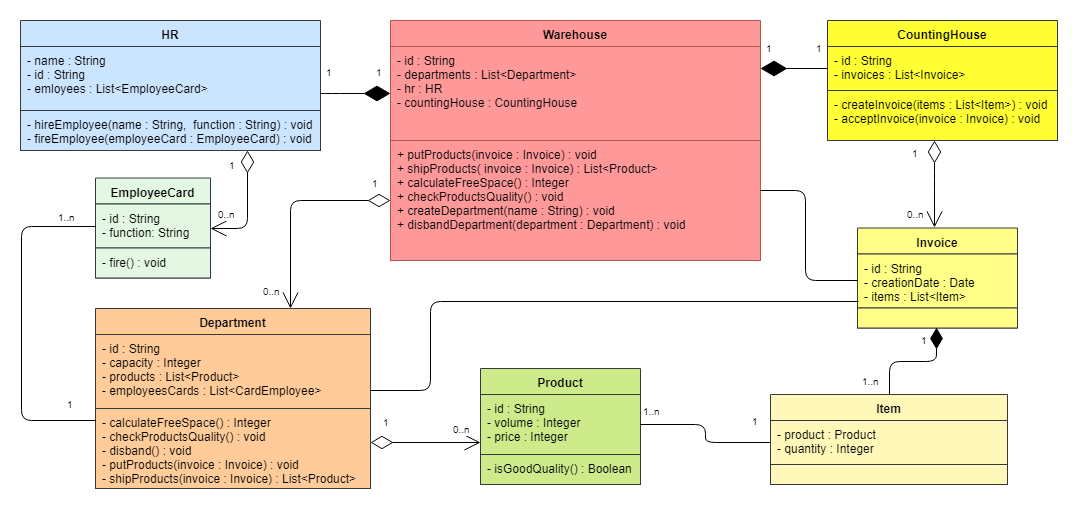 HR
- name : String
- id : String
- emloyees : List<EmployeeCard>
- hireEmployee(name : String,  function : String) : void
- fireEmployee(employeeCard : EmployeeCard) : void
1
1
Warehouse
- id : String
- departments : List<Department>
- hr : HR
- countingHouse : CountingHouse
+ putProducts(invoice : Invoice) : void
+ shipProducts( invoice : Invoice) : List<Product>
+ calculateFreeSpace() : Integer
+ checkProductsQuality() : void
+ createDepartment(name : String) : void
+ disbandDepartment(department : Department) : void
1
1
CountingHouse
- id : String
- invoices : List<Invoice>
- createInvoice(items : List<Item>) : void
- acceptInvoice(invoice : Invoice) : void
1
0..n
1
0..n
EmployeeCard
- id : String
- function: String
- fire() : void
1..n
1
1
0..n
Invoice
- id : String
- creationDate : Date
- items : List<Item>
1
1..n
Department
- id : String
- capacity : Integer
- products : List<Product>
- employeesCards : List<CardEmployee>
- calculateFreeSpace() : Integer
- checkProductsQuality() : void
- disband() : void
- putProducts(invoice : Invoice) : void
- shipProducts(invoice : Invoice) : List<Product>
1
0..n
Product
- id : String
- volume : Integer
- price : Integer
- isGoodQuality() : Boolean
1..n
1
Item
- product : Product
- quantity : Integer